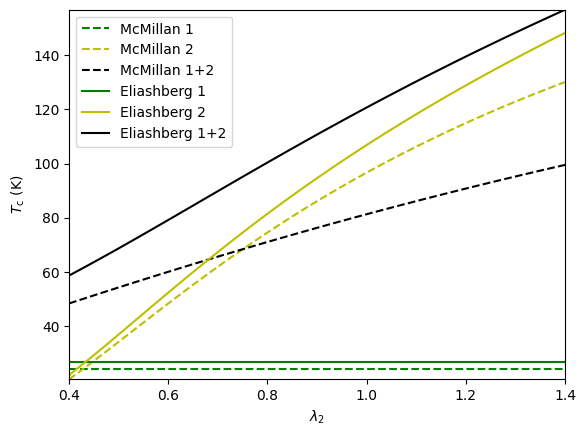 McMillan 1
McMillan 2
McMillan 1+2
Eliashberg 1
Eliashberg 2
Eliashberg 1+2
140
120
100
80
60
40
T_c (K)
0.4
0.6
0.8
1.0
1.2
1.4
λ_2